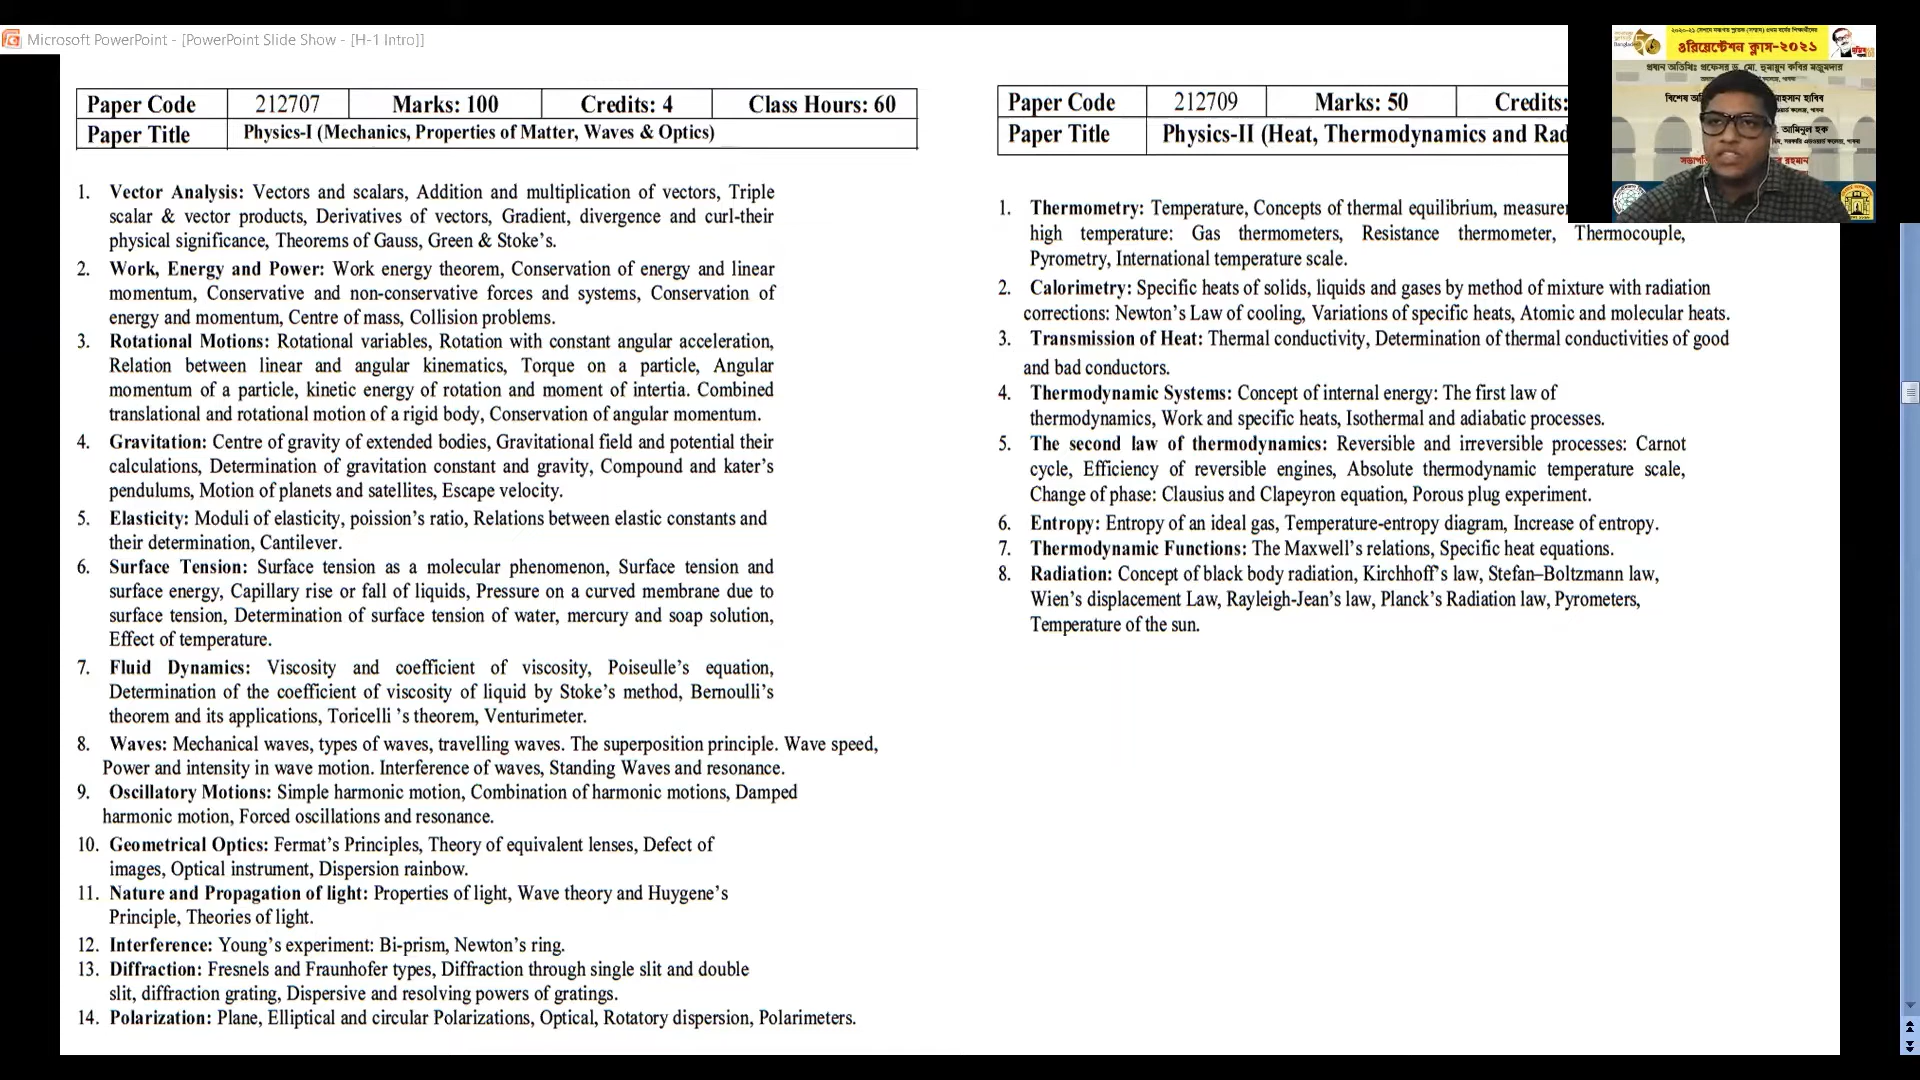 Microsoft PowerPoint - [PowerPoint Slide Show - [H-1 Intro]]
Paper Code 212707 Marks: 100 Credits: 4 Class Hours: 60
Paper Title Physics-I (Mechanics, Properties of Matter, Waves & Optics)
1. Vector Analysis: Vectors and scalars, Addition and multiplication of vectors, Triple
scalar & vector products, Derivatives of vectors, Gradient, divergence and curl-their
physical significance, Theorems of Gauss, Green & Stoke's.
2. Work, Energy and Power: Work energy theorem, Conservation of energy and linear
momentum, Conservative and non-conservative forces and systems, Conservation of
energy and momentum, Centre of mass, Collision problems.
3. Rotational Motions: Rotational variables, Rotation with constant angular acceleration,
Relation between linear and angular kinematics, Torque on a particle, Angular
momentum of a particle, kinetic energy of rotation and moment of inertia. Combined
translational and rotational motion of a rigid body, Conservation of angular momentum.
4. Gravitation: Centre of gravity of extended bodies, Gravitational field and potential their
calculations, Determination of gravitation constant and gravity, Compound and kater's
pendulums, Motion of planets and satellites, Escape velocity.
5. Elasticity: Moduli of elasticity, poission's ratio, Relations between elastic constants and
their determination, Cantilever.
6. Surface Tension: Surface tension as a molecular phenomenon, Surface tension and
surface energy, Capillary rise or fall of liquids, Pressure on a curved membrane due to
surface tension, Determination of surface tension of water, mercury and soap solution,
Effect of temperature.
7. Fluid Dynamics: Viscosity and coefficient of viscosity, Poiseulle's equation,
Determination of the coefficient of viscosity of liquid by Stoke's method, Bernoulli's
theorem and its applications, Toricelli 's theorem, Venturimeter.
8. Waves: Mechanical waves, types of waves, travelling waves. The superposition principle. Wave speed,
Power and intensity in wave motion. Interference of waves, Standing Waves and resonance.
9. Oscillatory Motions: Simple harmonic motion, Combination of harmonic motions, Damped
harmonic motion, Forced oscillations and resonance.
10. Geometrical Optics: Fermat's Principles, Theory of equivalent lenses, Defect of
images, Optical instrument, Dispersion rainbow.
11. Nature and Propagation of light: Properties of light, Wave theory and Huygene's
Principle, Theories of light.
12. Interference: Young's experiment: Bi-prism, Newton's ring.
13. Diffraction: Fresnels and Fraunhofer types, Diffraction through single slit and double
slit, diffraction grating, Dispersive and resolving powers of gratings.
14. Polarization: Plane, Elliptical and circular Polarizations, Optical, Rotatory dispersion, Polarimeters.
Paper Code 212709 Marks: 50 Credits:
Paper Title Physics-II (Heat, Thermodynamics and Rad
1. Thermometry: Temperature, Concepts of thermal equilibrium, measurem
high temperature: Gas thermometers, Resistance thermometer, Thermocouple,
Pyrometry, International temperature scale.
2. Calorimetry: Specific heats of solids, liquids and gases by method of mixture with radiation
corrections: Newton's Law of cooling, Variations of specific heats, Atomic and molecular heats.
3. Transmission of Heat: Thermal conductivity, Determination of thermal conductivities of good
and bad conductors.
4. Thermodynamic Systems: Concept of internal energy: The first law of
thermodynamics, Work and specific heats, Isothermal and adiabatic processes.
5. The second law of thermodynamics: Reversible and irreversible processes: Carnot
cycle, Efficiency of reversible engines, Absolute thermodynamic temperature scale,
Change of phase: Clausius and Clapeyron equation, Porous plug experiment.
6. Entropy: Entropy of an ideal gas, Temperature-entropy diagram, Increase of entropy.
7. Thermodynamic Functions: The Maxwell's relations, Specific heat equations.
8. Radiation: Concept of black body radiation, Kirchhoff's law, Stefan–Boltzmann law,
Wien's displacement Law, Rayleigh-Jean's law, Planck's Radiation law, Pyrometers,
Temperature of the sun.
ওরিয়েন্টেশন ক্লাস-২০২১
প্রধান অতিথিঃ প্রফেসর ড. মো. হুমায়ুন কবির মজুমদার
আহসান হাবিব
আমিনুল হক
রহমান